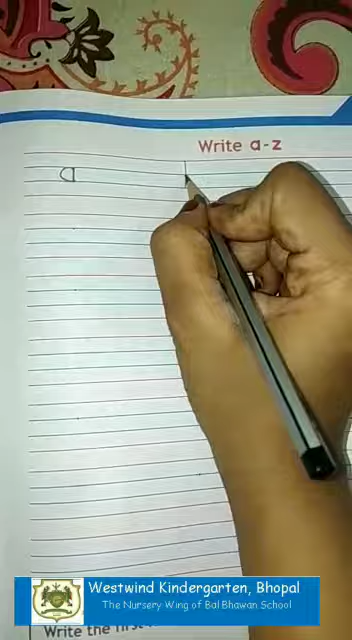 Write a-z
a
Westwind Kindergarten, Bhopal
The Nursery Wing of Bal Bhawan School
Write the